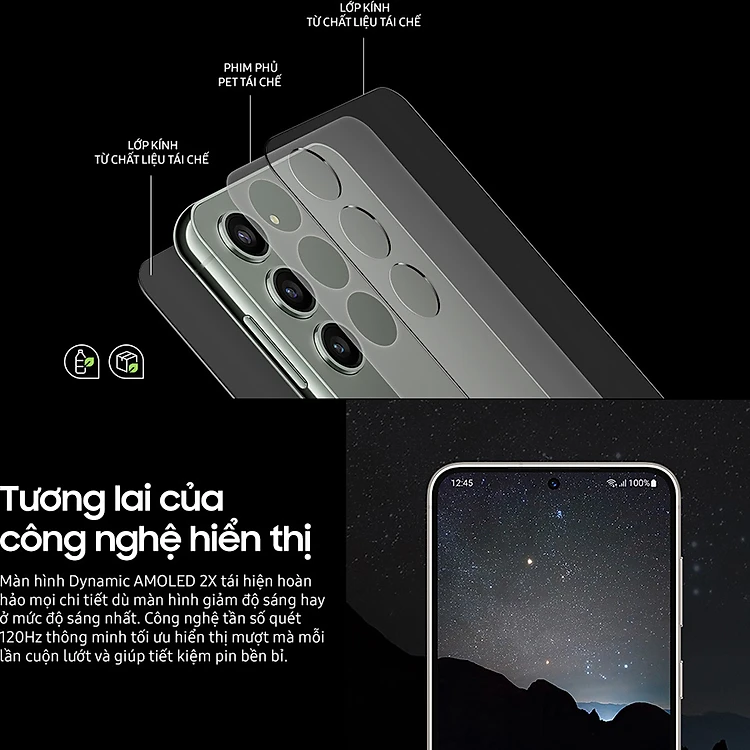 LỚP KÍNH
TỪ CHẤT LIỆU TÁI CHẾ
PHIM PHỦ
PET TÁI CHẾ
LỚP KÍNH
TỪ CHẤT LIỆU TÁI CHẾ
Tương lai của
công nghệ hiển thị
Màn hình Dynamic AMOLED 2X tái hiện hoàn
hảo mọi chi tiết dù màn hình giảm độ sáng hay
ở mức độ sáng nhất. Công nghệ tần số quét
120Hz thông minh tối ưu hiển thị mượt mà mỗi
lần cuộn lướt và giúp tiết kiệm pin bền bỉ.
12:45 100%